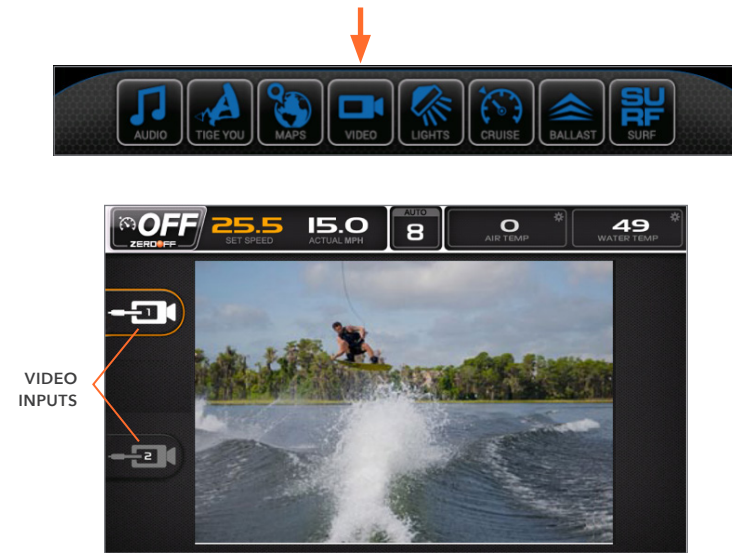 AUDIO
TIGE YOU
MAPS
VIDEO
LIGHTS
CRUISE
BALLAST
SU
RF
SURF
OFF
ZEROOFF
25.5
SET SPEED
15.0
ACTUAL MPH
AUTO
8
0
AIR TEMP
49
WATER TEMP
1
VIDEO
INPUTS
2